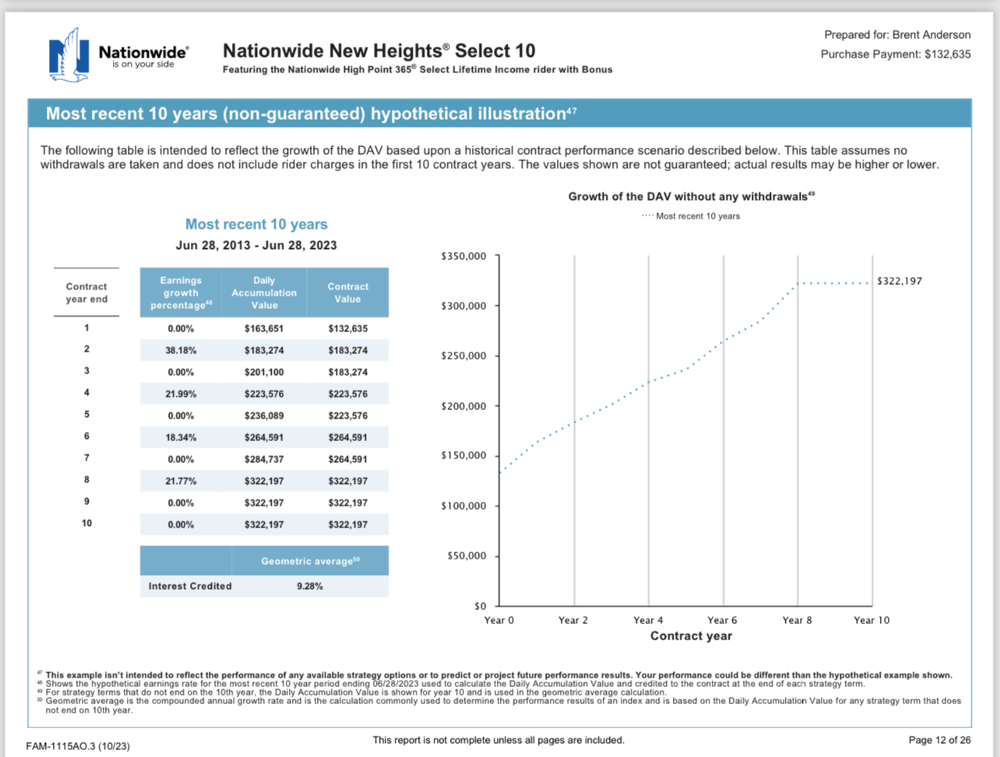 Nationwide®
is on your side
Nationwide New Heights® Select 10
Featuring the Nationwide High Point 365® Select Lifetime Income rider with Bonus
Prepared for: Brent Anderson
Purchase Payment: $132,635
Most recent 10 years (non-guaranteed) hypothetical illustration47
The following table is intended to reflect the growth of the DAV based upon a historical contract performance scenario described below. This table assumes no
withdrawals are taken and does not include rider charges in the first 10 contract years. The values shown are not guaranteed; actual results may be higher or lower.
Most recent 10 years
Jun 28, 2013 - Jun 28, 2023
Contract
year end
Earnings
growth
percentage48
Daily
Accumulation
Value
Contract
Value
1 0.00% $163,651 $132,635
2 38.18% $183,274 $183,274
3 0.00% $201,100 $183,274
4 21.99% $223,576 $223,576
5 0.00% $236,089 $223,576
6 18.34% $264,591 $264,591
7 0.00% $284,737 $264,591
8 21.77% $322,197 $322,197
9 0.00% $322,197 $322,197
10 0.00% $322,197 $322,197
Geometric average50
Interest Credited 9.28%
Growth of the DAV without any withdrawals49
Most recent 10 years
$350,000
$300,000
$250,000
$200,000
$150,000
$100,000
$50,000
$0
$322,197
Year 0 Year 2 Year 4 Year 6 Year 8 Year 10
Contract year
47 This example isn't intended to reflect the performance of any available strategy options or to predict or project future performance results. Your performance could be different than the hypothetical example shown.
48 Shows the hypothetical earnings rate for the most recent 10 year period ending 06/28/2023 used to calculate the Daily Accumulation Value and credited to the contract at the end of each strategy term.
49 For strategy terms that do not end on the 10th year, the Daily Accumulation Value is shown for year 10 and is used in the geometric average calculation.
50 Geometric average is the compounded annual growth rate and is the calculation commonly used to determine the performance results of an index and is based on the Daily Accumulation Value for any strategy term that does
not end on 10th year.
FAM-1115AO.3 (10/23)
This report is not complete unless all pages are included.
Page 12 of 26